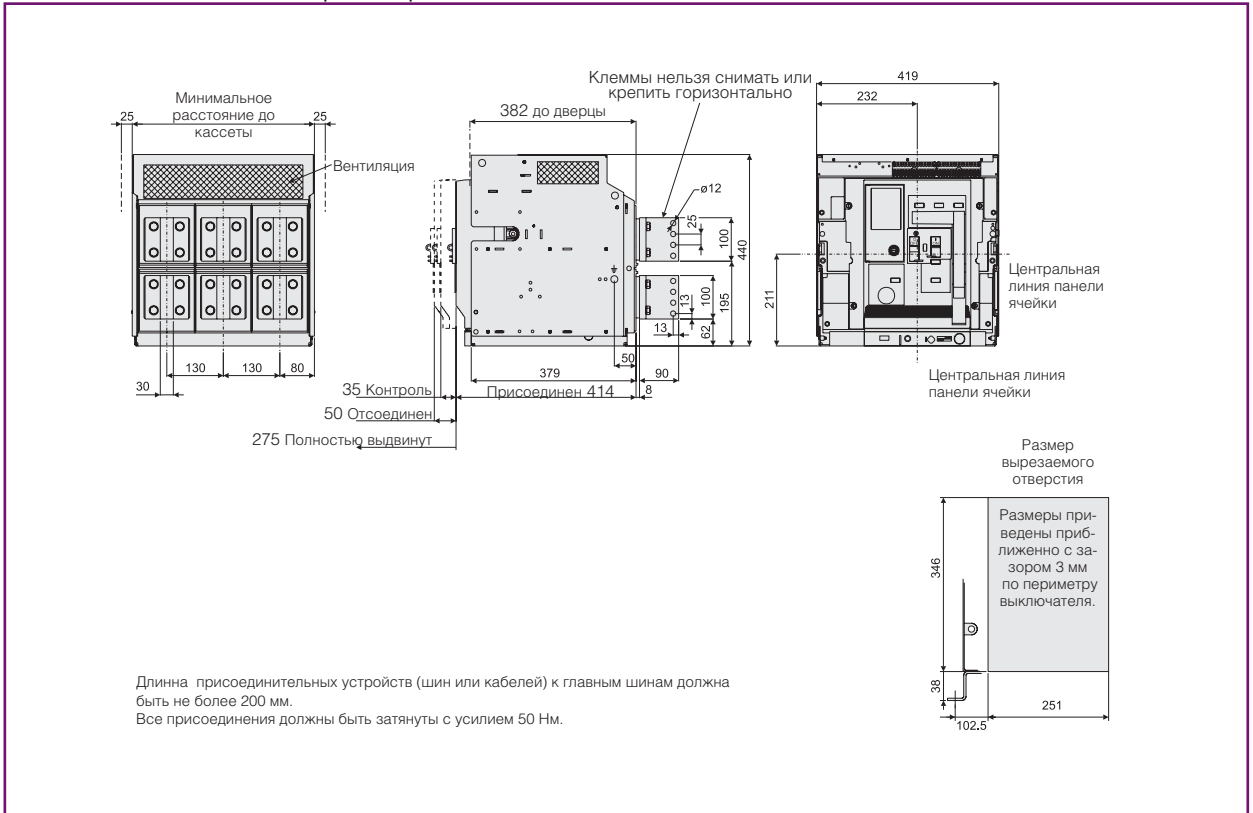 Минимальное
расстояние до
кассеты
25
25
Вентиляция
130
130
80
30
Клеммы нельзя снимать или
крепить горизонтально
382 до дверцы
ø12
25
100
440
100
195
13
13
62
50
379
90
35 Контроль
Присоединен 414
8
50 Отсоединен
275 Полностью выдвинут
419
232
211
Центральная
линия панели
ячейки
Центральная линия
панели ячейки
Размер
вырезаемого
отверстия
Размеры при-
ведены приб-
лиженно с за-
зором 3 мм
по периметру
выключателя.
346
38
251
102.5
Длинна присоединительных устройств (шин или кабелей) к главным шинам должна
быть не более 200 мм.
Все присоединения должны быть затянуты с усилием 50 Нм.